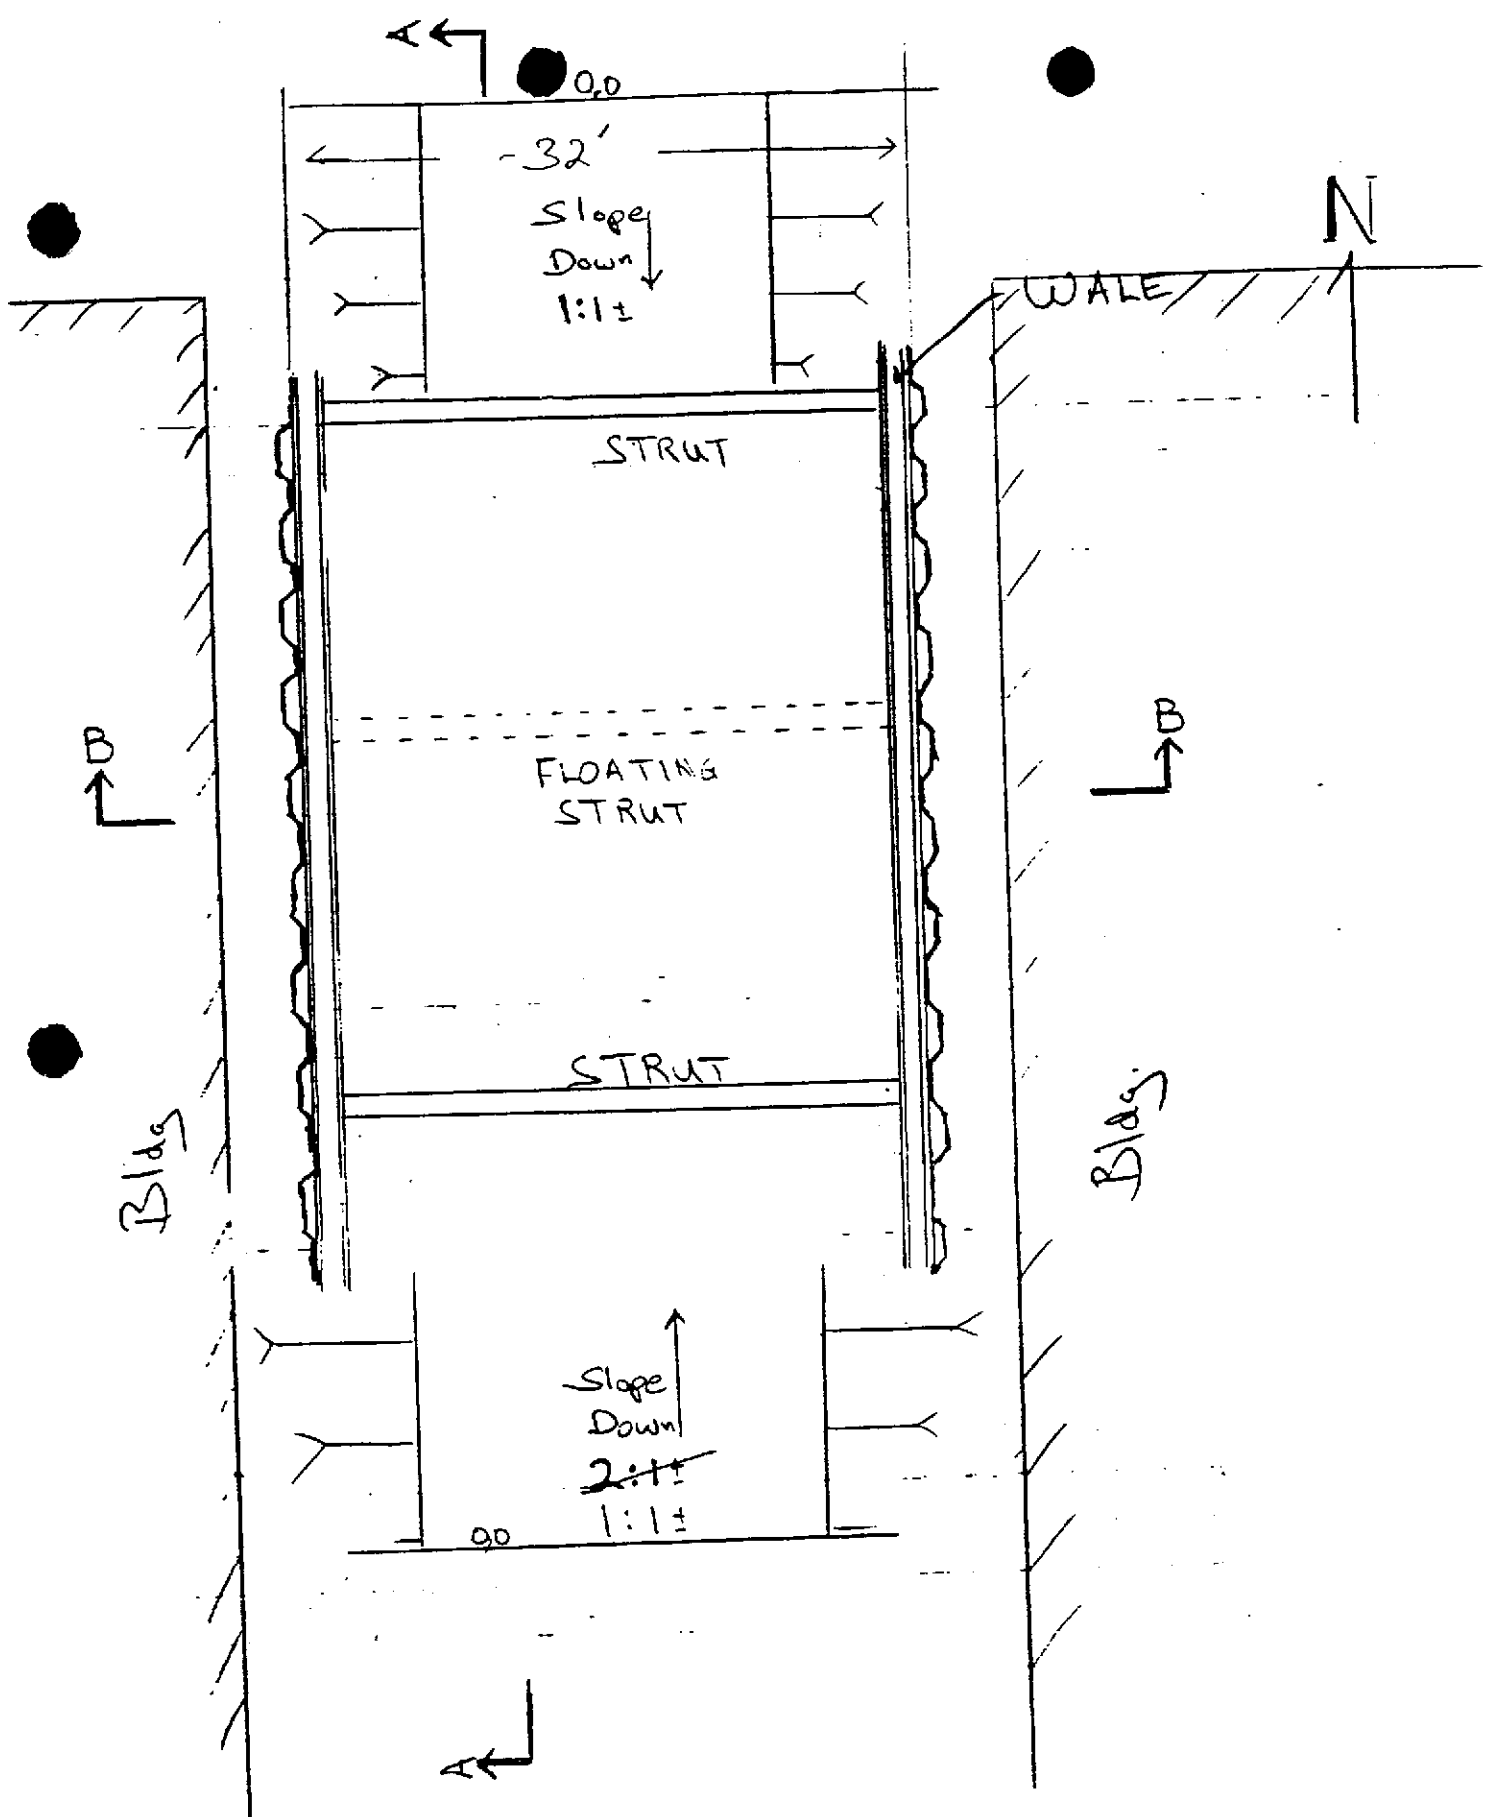 A
0,0
~32'
N
Slope
Down
1:1±
WALE
STRUT
B
B
FLOATING
STRUT
STRUT
Bldg
Bldg
Slope
Down
2:1±
1:1±
0,0
A